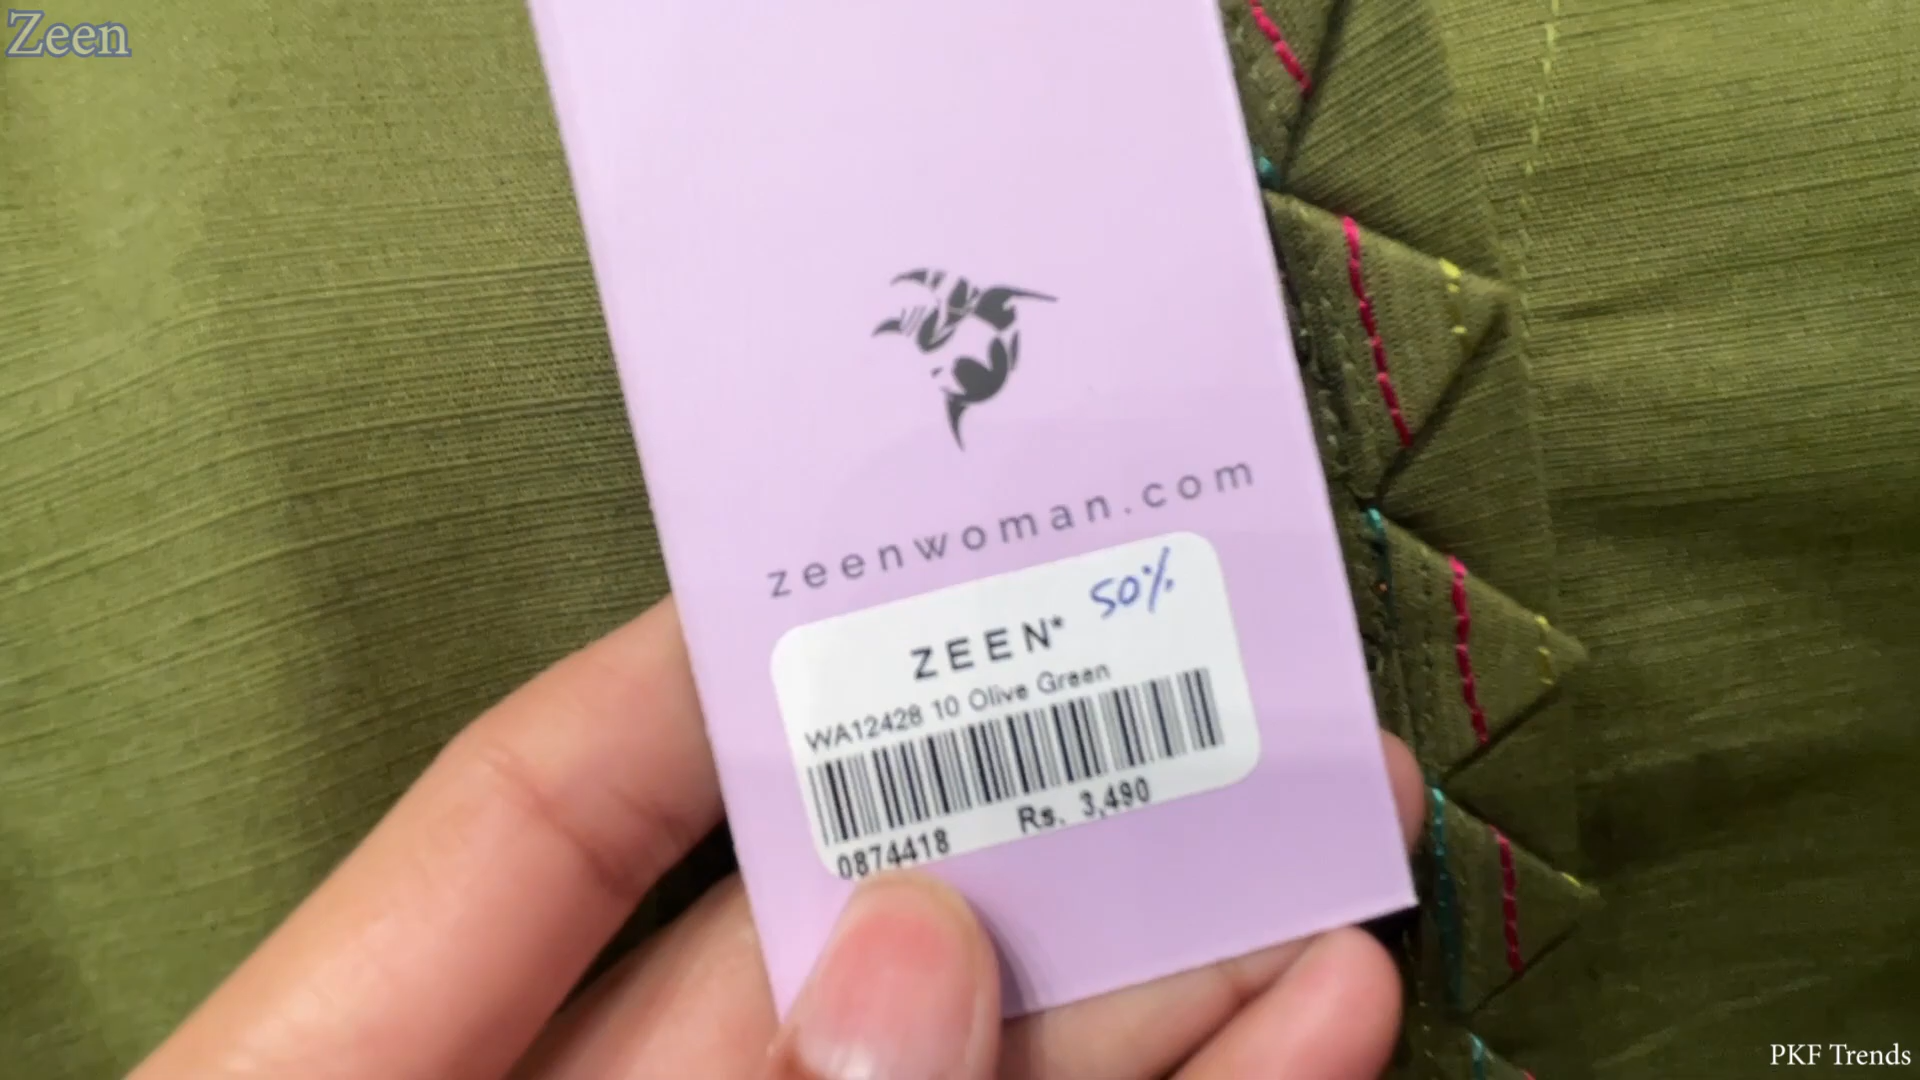 Zeen
zeenwoman.com
50%
ZEEN*
WA12428 10 Olive Green
0874418 Rs. 3,490
PKF Trends